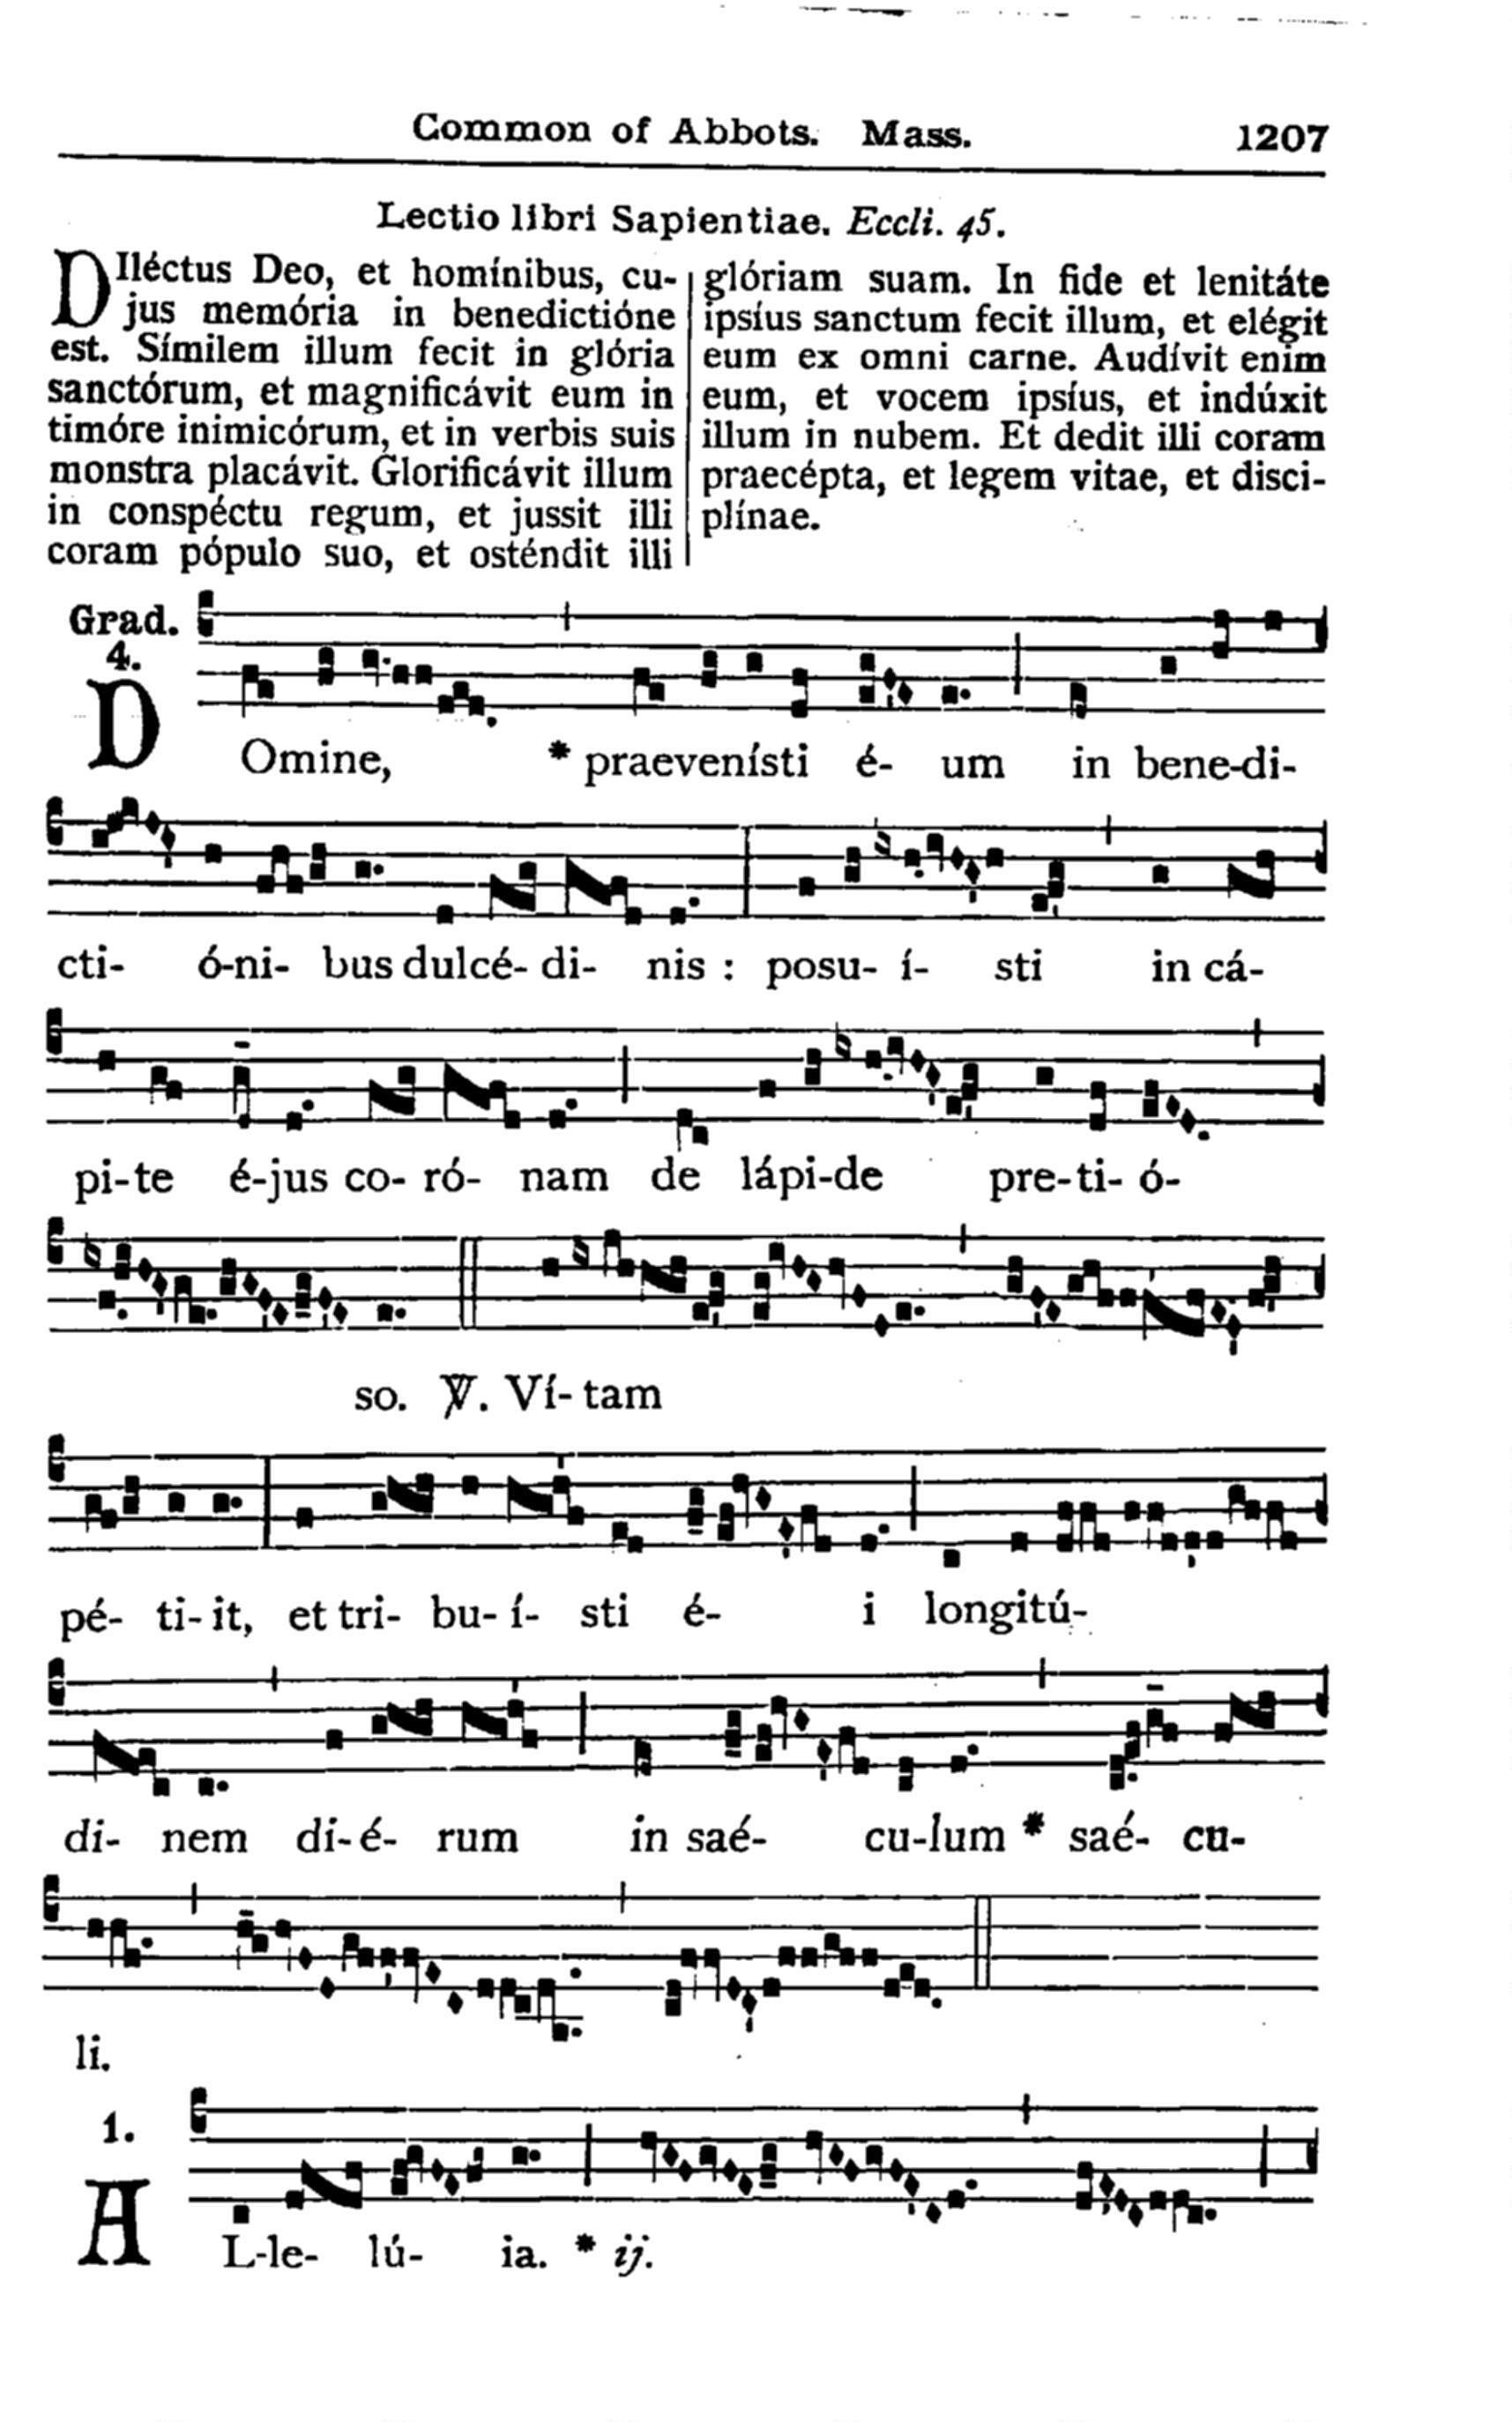 Common of Abbots. Mass. 1207
Lectio libri Sapientiae. Eccli. 45.
DIléctus Deo, et homínibus, cu-
jus memória in benedictióne
est. Símilem illum fecit in glória
sanctórum, et magnificávit eum in
timóre inimicórum, et in verbis suis
monstra placávit. Glorificávit illum
in conspéctu regum, et jussit illi
coram pópulo suo, et osténdit illi
glóriam suam. In fide et lenitáte
ipsíus sanctum fecit illum, et elégit
eum ex omni carne. Audívit enim
eum, et vocem ipsíus, et indúxit
illum in nubem. Et dedit illi coram
praecépta, et legem vitae, et disci-
plínae.
Grad.
4.
DOmine, * praevenísti é- um in bene-di-
cti- ó-ni- bus dulcé- di- nis : posu- í- sti in cá-
pi-te é-jus co- ró- nam de lápi-de pre-ti- ó-
so. ℣. Ví- tam
pé- ti- it, et tri- bu- í- sti é- i longitú-
di- nem di-é- rum in saé- cu-lum * saé- cu-
li.
1.
AL-le- lú- ia. * ij.